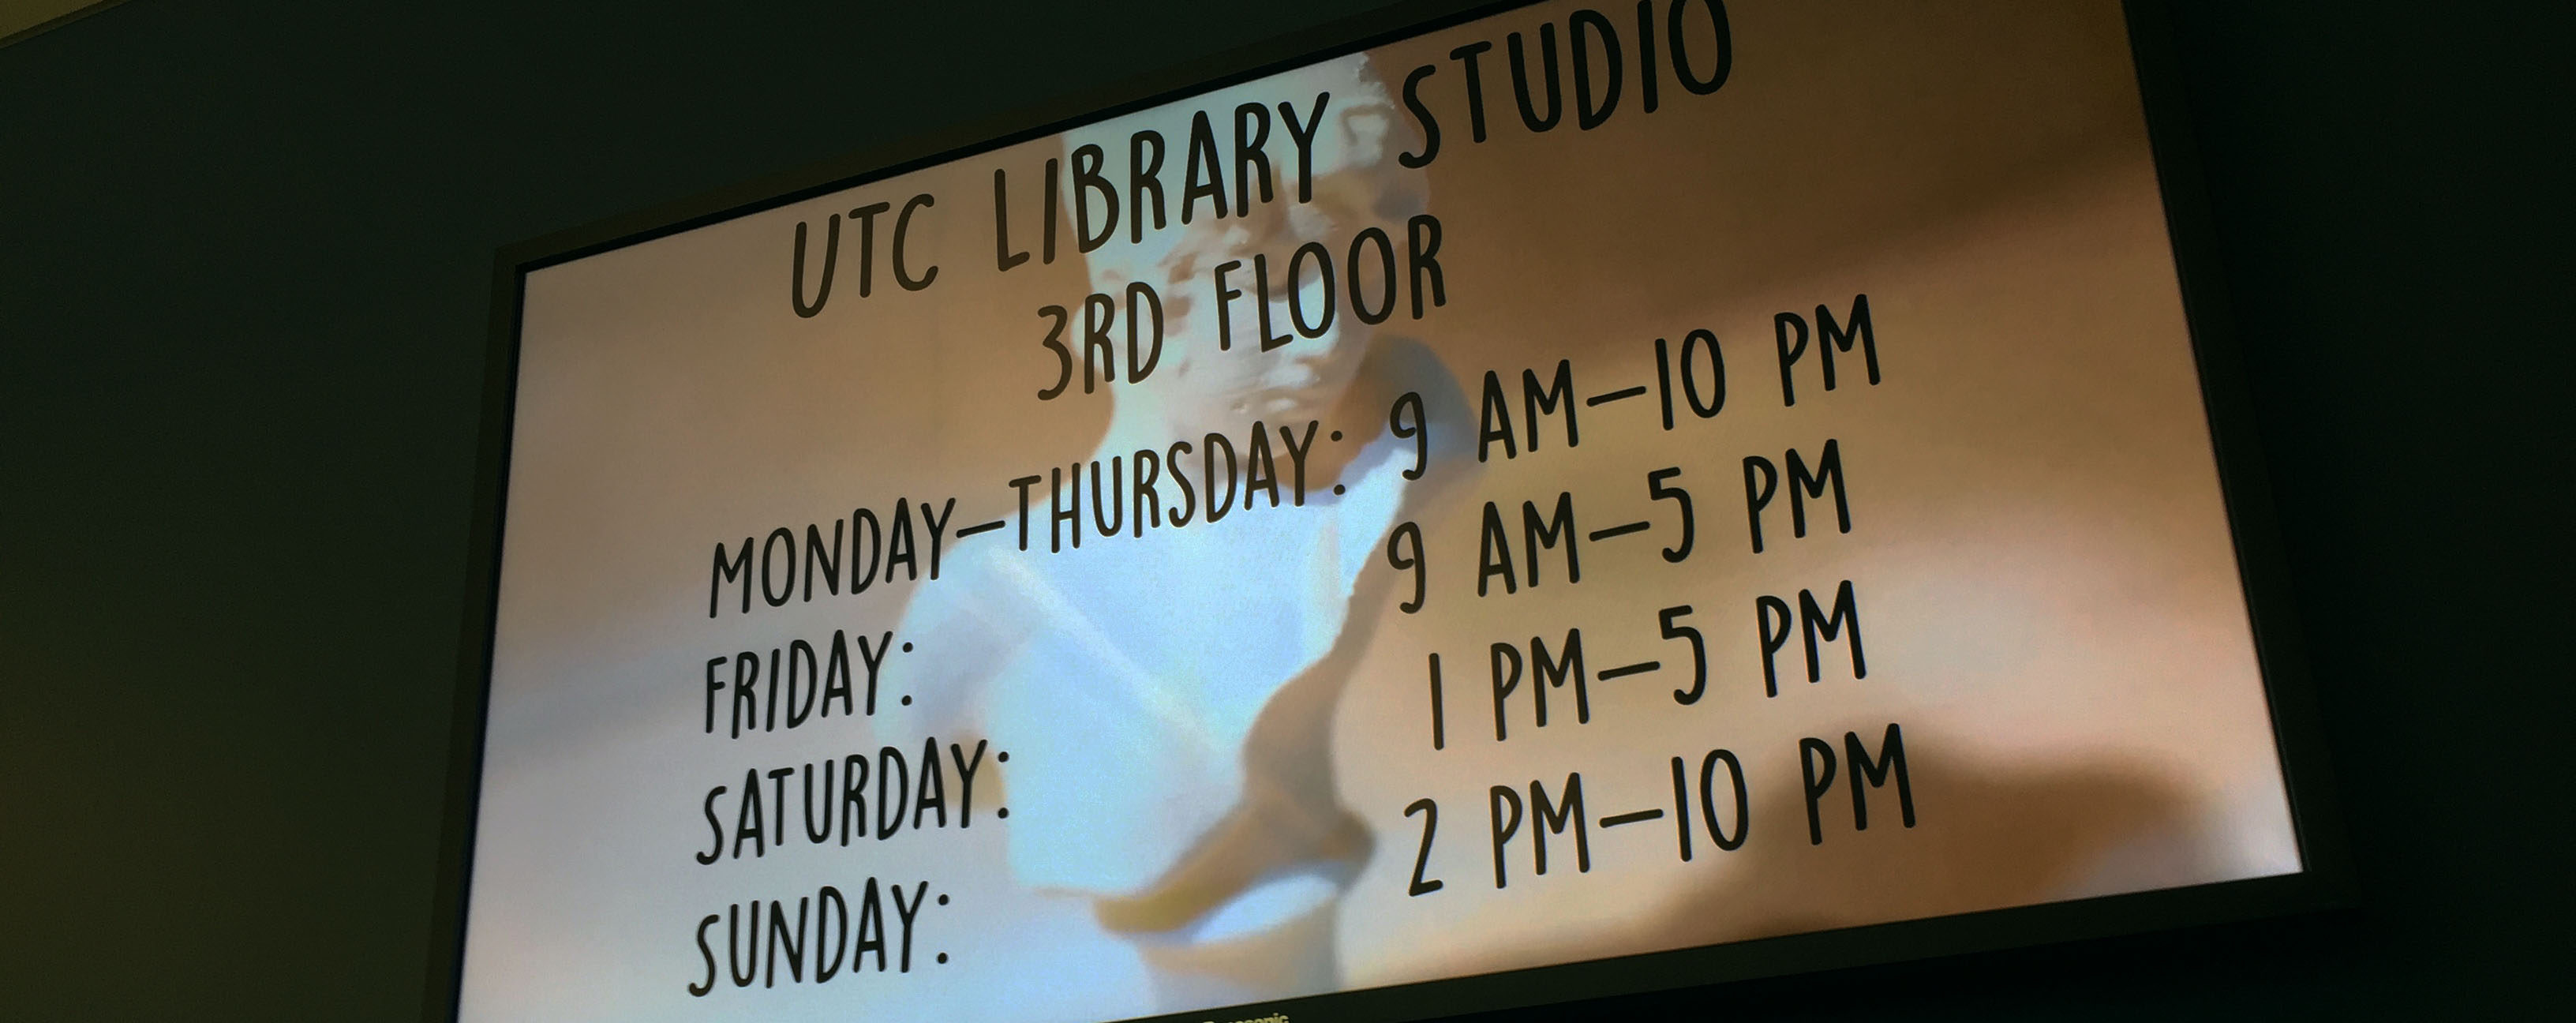 UTC LIBRARY STUDIO
3RD FLOOR
MONDAY–THURSDAY: 9 AM–10 PM
FRIDAY: 9 AM–5 PM
SATURDAY: 1 PM–5 PM
SUNDAY: 2 PM–10 PM
Panasonic